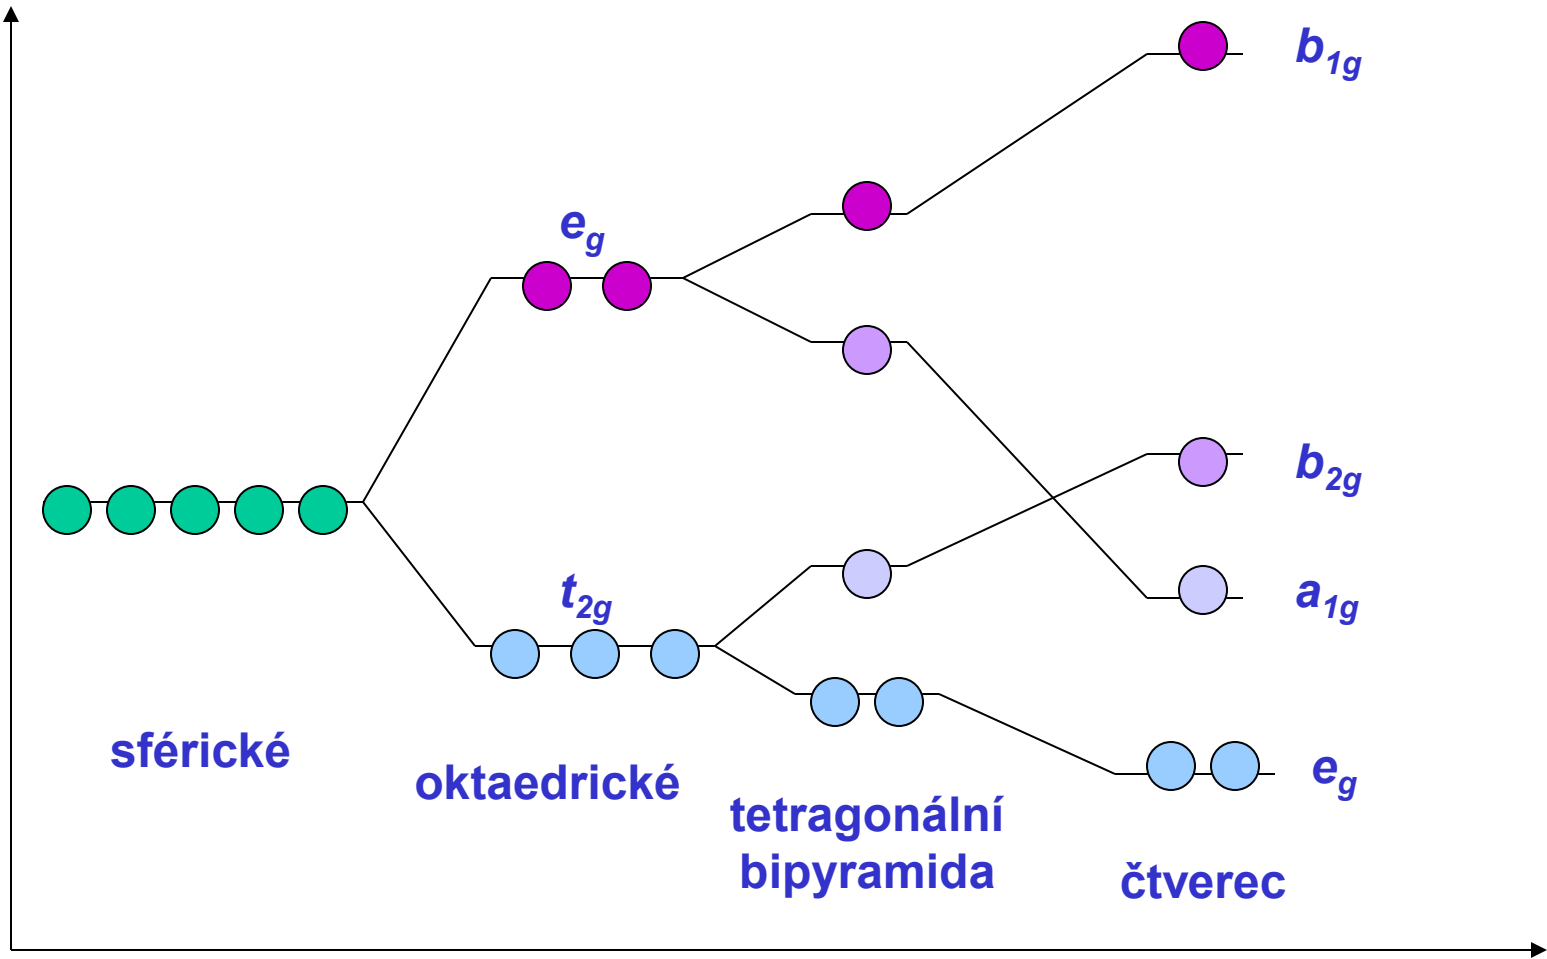 b1g
eg
b2g
t2g
a1g
sférické
oktaedrické
eg
tetragonální
bipyramida
čtverec